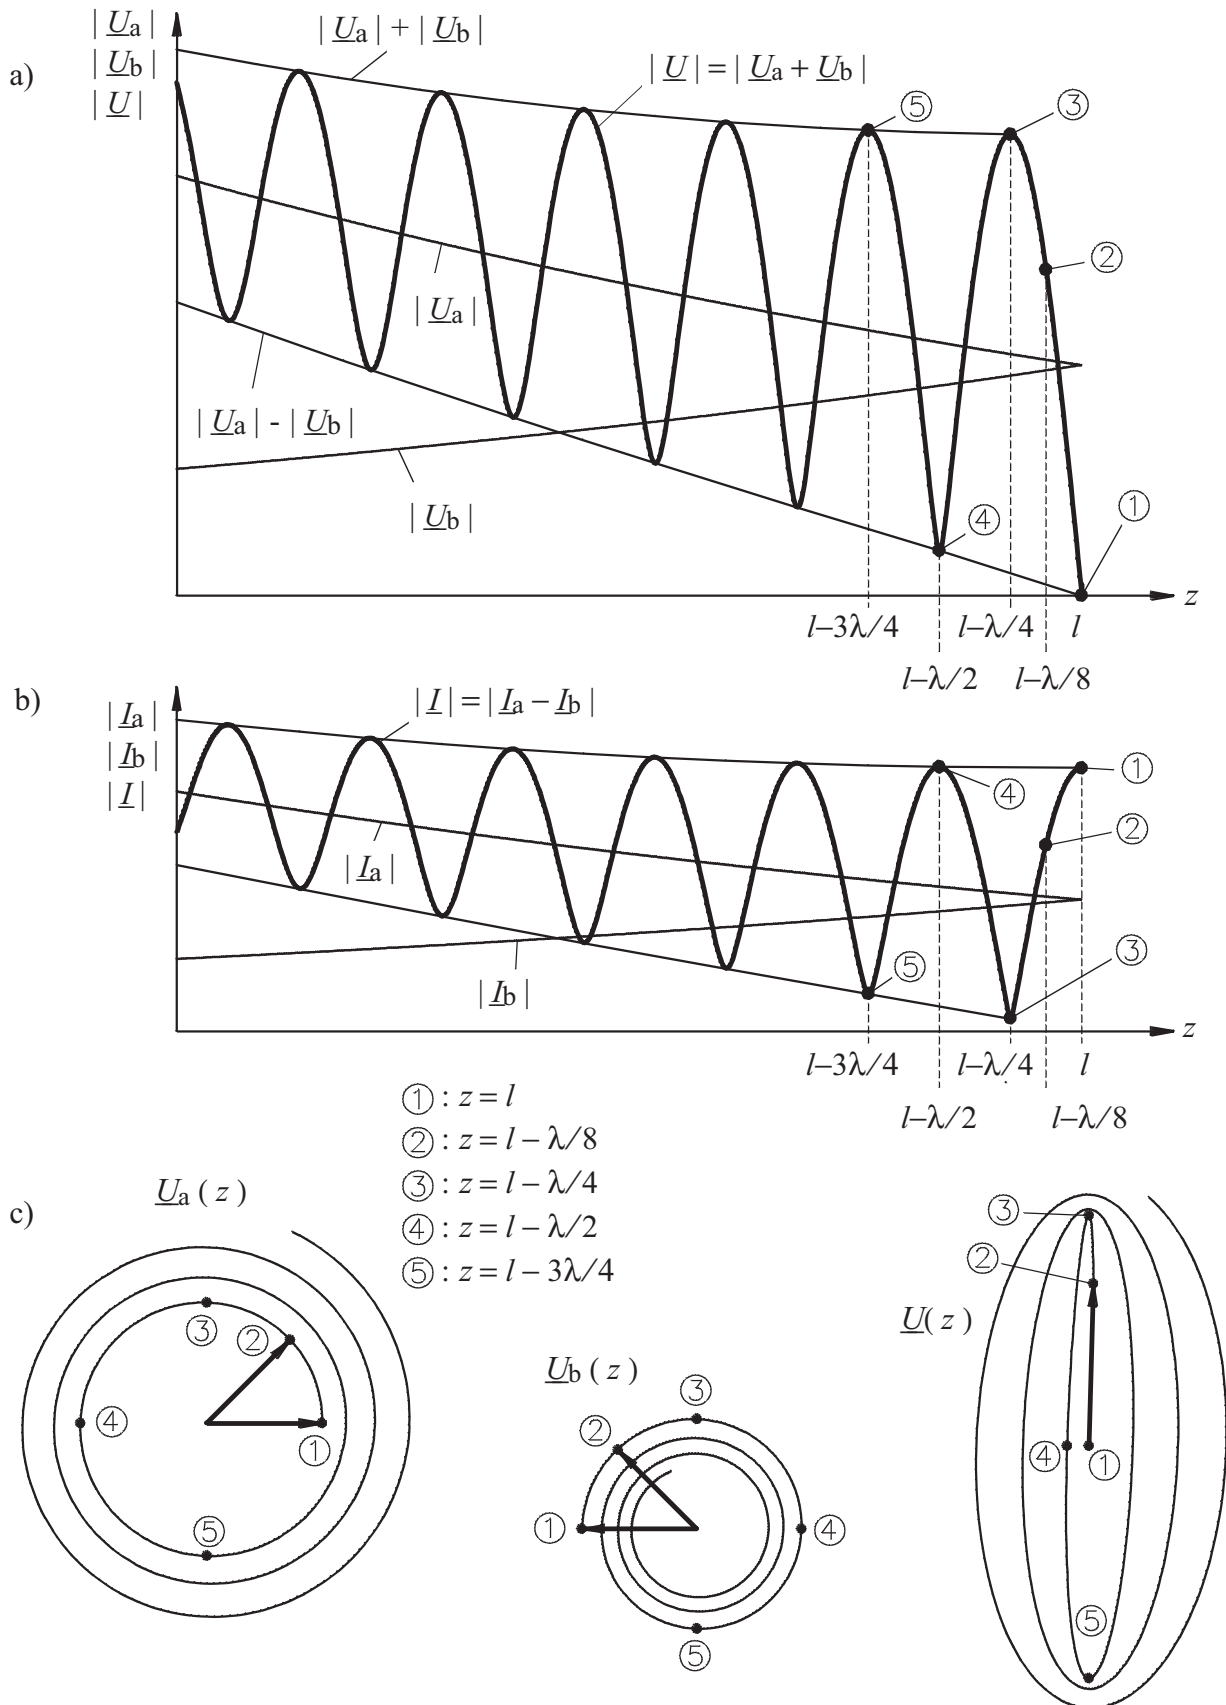 a)
| U̲a |
| U̲b |
| U̲ |
| U̲a | + | U̲b |
| U̲ | = | U̲a + U̲b |
⑤
③
②
| U̲a |
| U̲a | - | U̲b |
| U̲b |
④
①
z
l–3λ/4
l–λ/4
l
l–λ/2
l–λ/8
b)
| I̲a |
| I̲b |
| I̲ |
| I̲ | = | I̲a – I̲b |
①
④
②
| I̲a |
③
⑤
| I̲b |
z
l–3λ/4
l–λ/4
l
l–λ/2
l–λ/8
① : z = l
② : z = l – λ/8
③ : z = l – λ/4
④ : z = l – λ/2
⑤ : z = l – 3λ/4
c)
U̲a ( z )
③
②
④
①
⑤
U̲b ( z )
③
②
①
④
⑤
U̲( z )
③
②
④
①
⑤